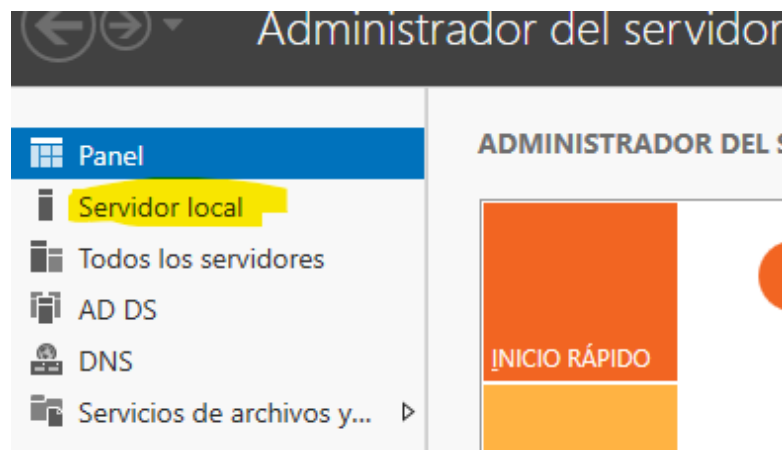 Administrador del servidor
Panel
Servidor local
Todos los servidores
AD DS
DNS
Servicios de archivos y...
ADMINISTRADOR DEL
INICIO RÁPIDO